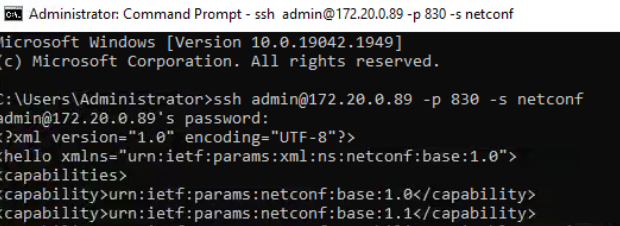 Administrator: Command Prompt - ssh admin@172.20.0.89 -p 830 -s netconf
Microsoft Windows [Version 10.0.19042.1949]
(c) Microsoft Corporation. All rights reserved.
C:\Users\Administrator>ssh admin@172.20.0.89 -p 830 -s netconf
admin@172.20.0.89's password:
<?xml version="1.0" encoding="UTF-8"?>
<hello xmlns="urn:ietf:params:xml:ns:netconf:base:1.0">
<capabilities>
<capability>urn:ietf:params:netconf:base:1.0</capability>
<capability>urn:ietf:params:netconf:base:1.1</capability>